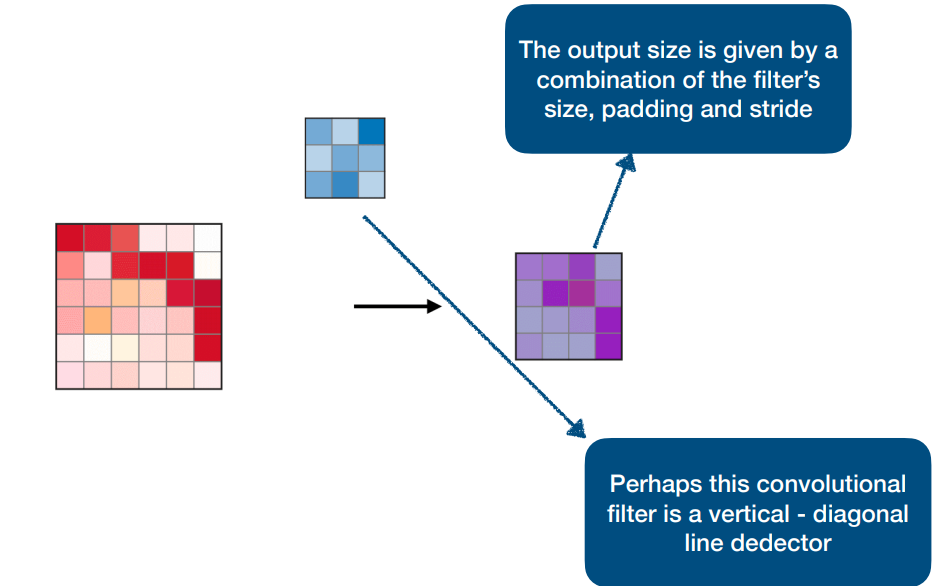 The output size is given by a
combination of the filter’s
size, padding and stride
Perhaps this convolutional
filter is a vertical - diagonal
line dedector